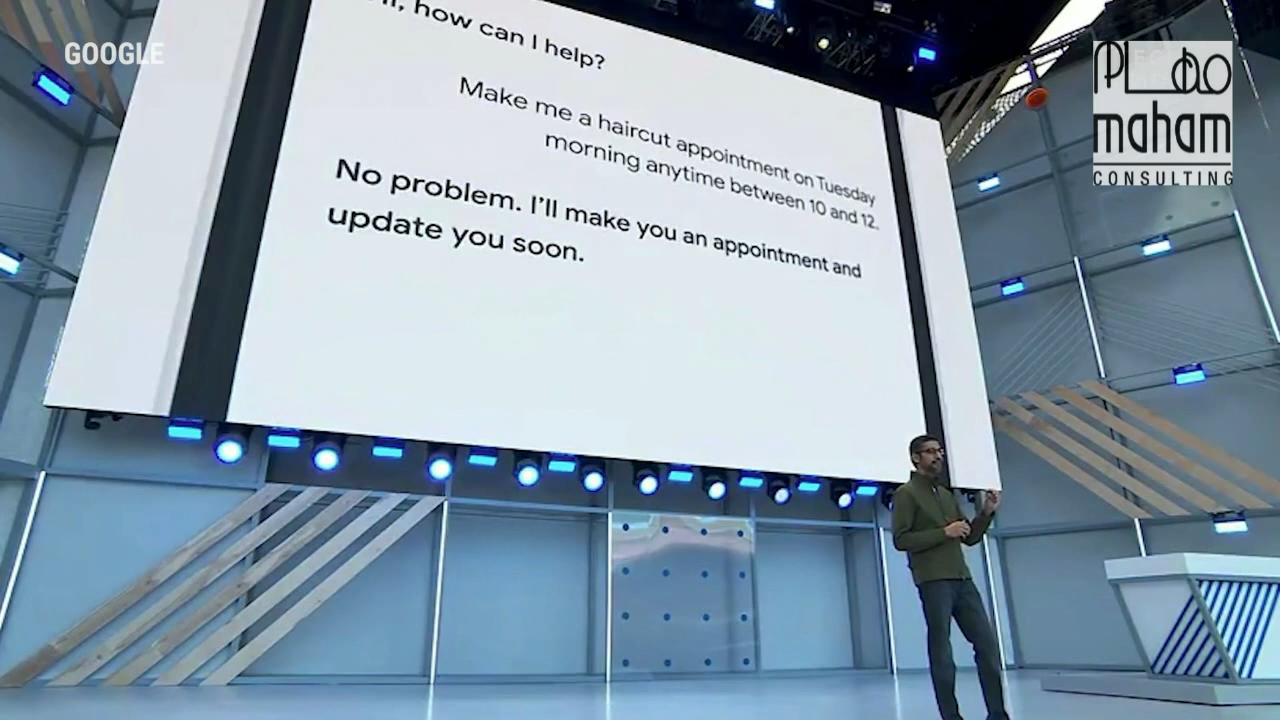 GOOGLE
how can I help?
Make me a haircut appointment on Tuesday
morning anytime between 10 and 12.
No problem. I'll make you an appointment and
update you soon.
maham
CONSULTING